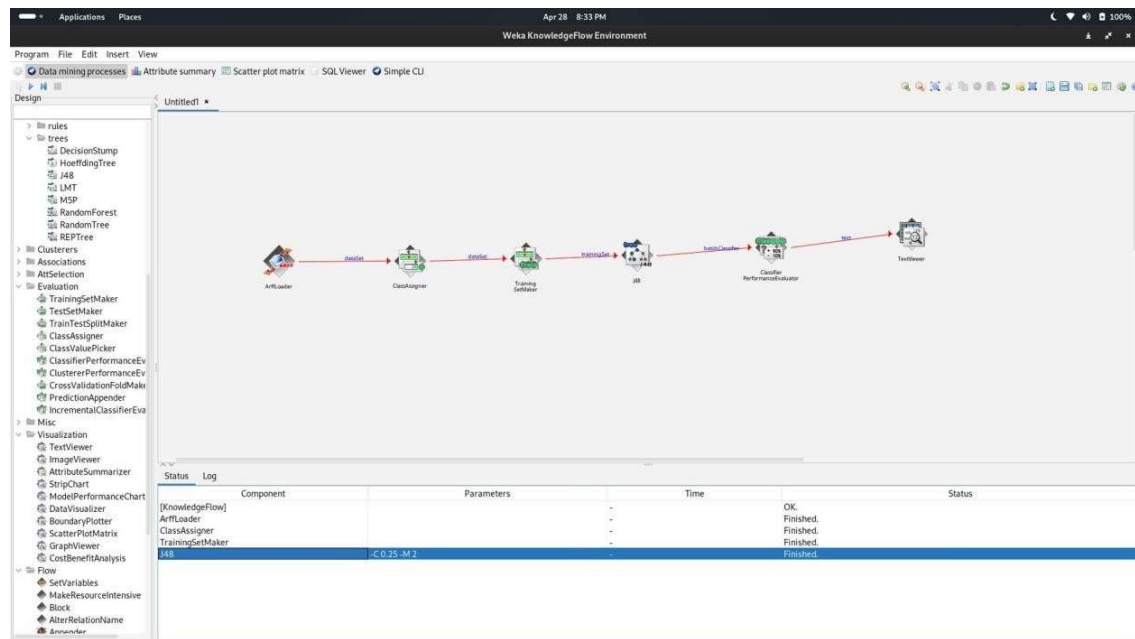 Applications Places
Apr 28 8:33 PM
100%
Weka KnowledgeFlow Environment
Program File Edit Insert View
Data mining processes Attribute summary Scatter plot matrix SQL Viewer Simple CLI
Design
Untitled1
rules
trees
DecisionStump
HoeffdingTree
J48
LMT
M5P
RandomForest
RandomTree
REPTree
Clusterers
Associations
AttSelection
Evaluation
TrainingSetMaker
TestSetMaker
TrainTestSplitMaker
ClassAssigner
ClassValuePicker
ClassifierPerformanceEv
ClustererPerformanceEv
CrossValidationFoldMake
PredictionAppender
IncrementalClassifierEva
Misc
Visualization
TextViewer
ImageViewer
AttributeSummarizer
StripChart
ModelPerformanceChart
DataVisualizer
BoundaryPlotter
ScatterPlotMatrix
GraphViewer
CostBenefitAnalysis
Flow
SetVariables
MakeResourceIntensive
Block
AlterRelationName
Appender
dataSet
dataSet
trainingSet
batchClassifier
text
ArffLoader
ClassAssigner
Training
SetMaker
J48
Classifier
PerformanceEvaluator
TextViewer
Status Log
Component Parameters Time Status
[KnowledgeFlow] - OK.
ArffLoader - Finished.
ClassAssigner - Finished.
TrainingSetMaker - Finished.
J48 -C 0.25 -M 2 - Finished.